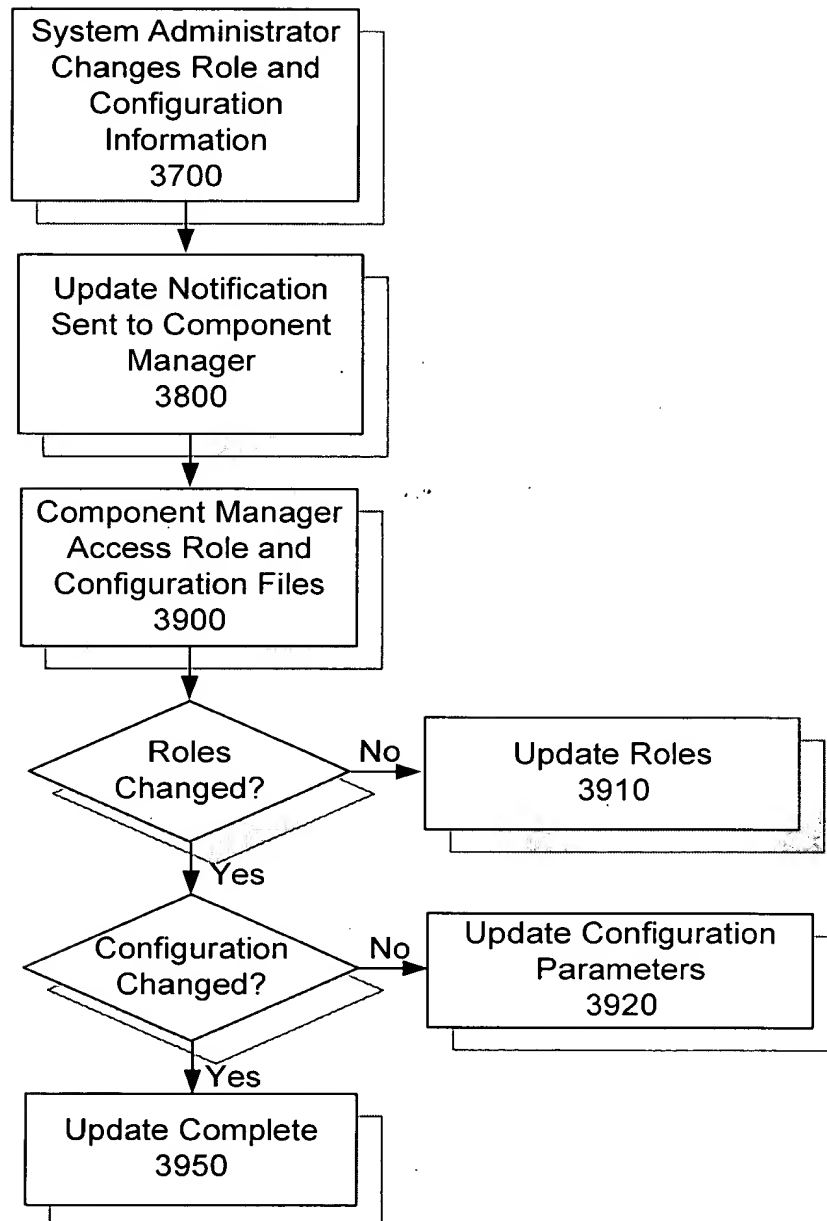 System Administrator
Changes Role and
Configuration
Information
3700
Update Notification
Sent to Component
Manager
3800
Component Manager
Access Role and
Configuration Files
3900
Roles
Changed?
No
Update Roles
3910
Yes
Configuration
Changed?
No
Update Configuration
Parameters
3920
Yes
Update Complete
3950